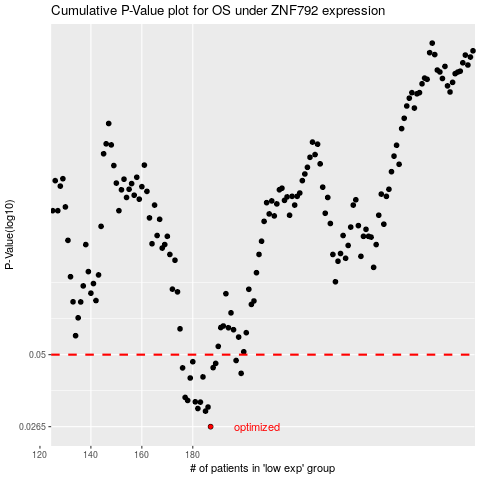 Cumulative P-Value plot for OS under ZNF792 expression
P-Value(log10)
0.05
0.0265
optimized
120 140 160 180
# of patients in 'low exp' group